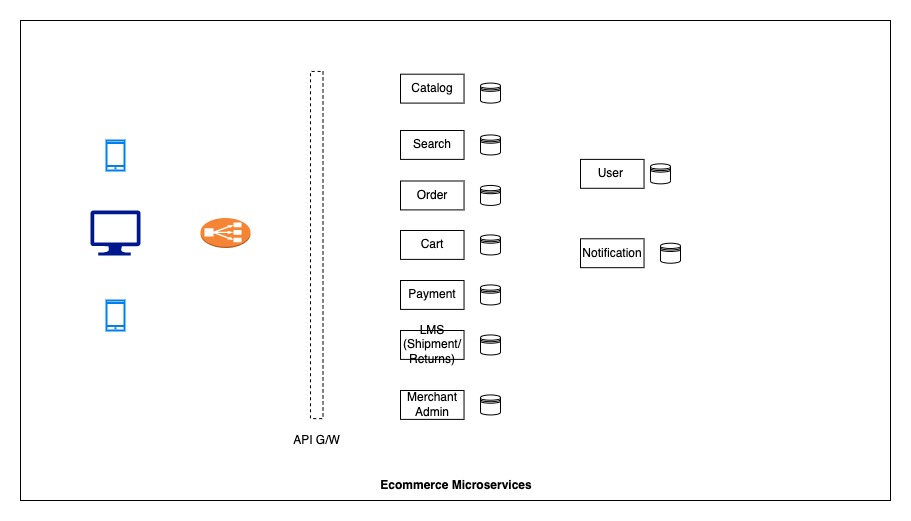 Catalog
Search
User
Order
Cart
Notification
Payment
LMS
(Shipment/
Returns)
Merchant
Admin
API G/W
Ecommerce Microservices